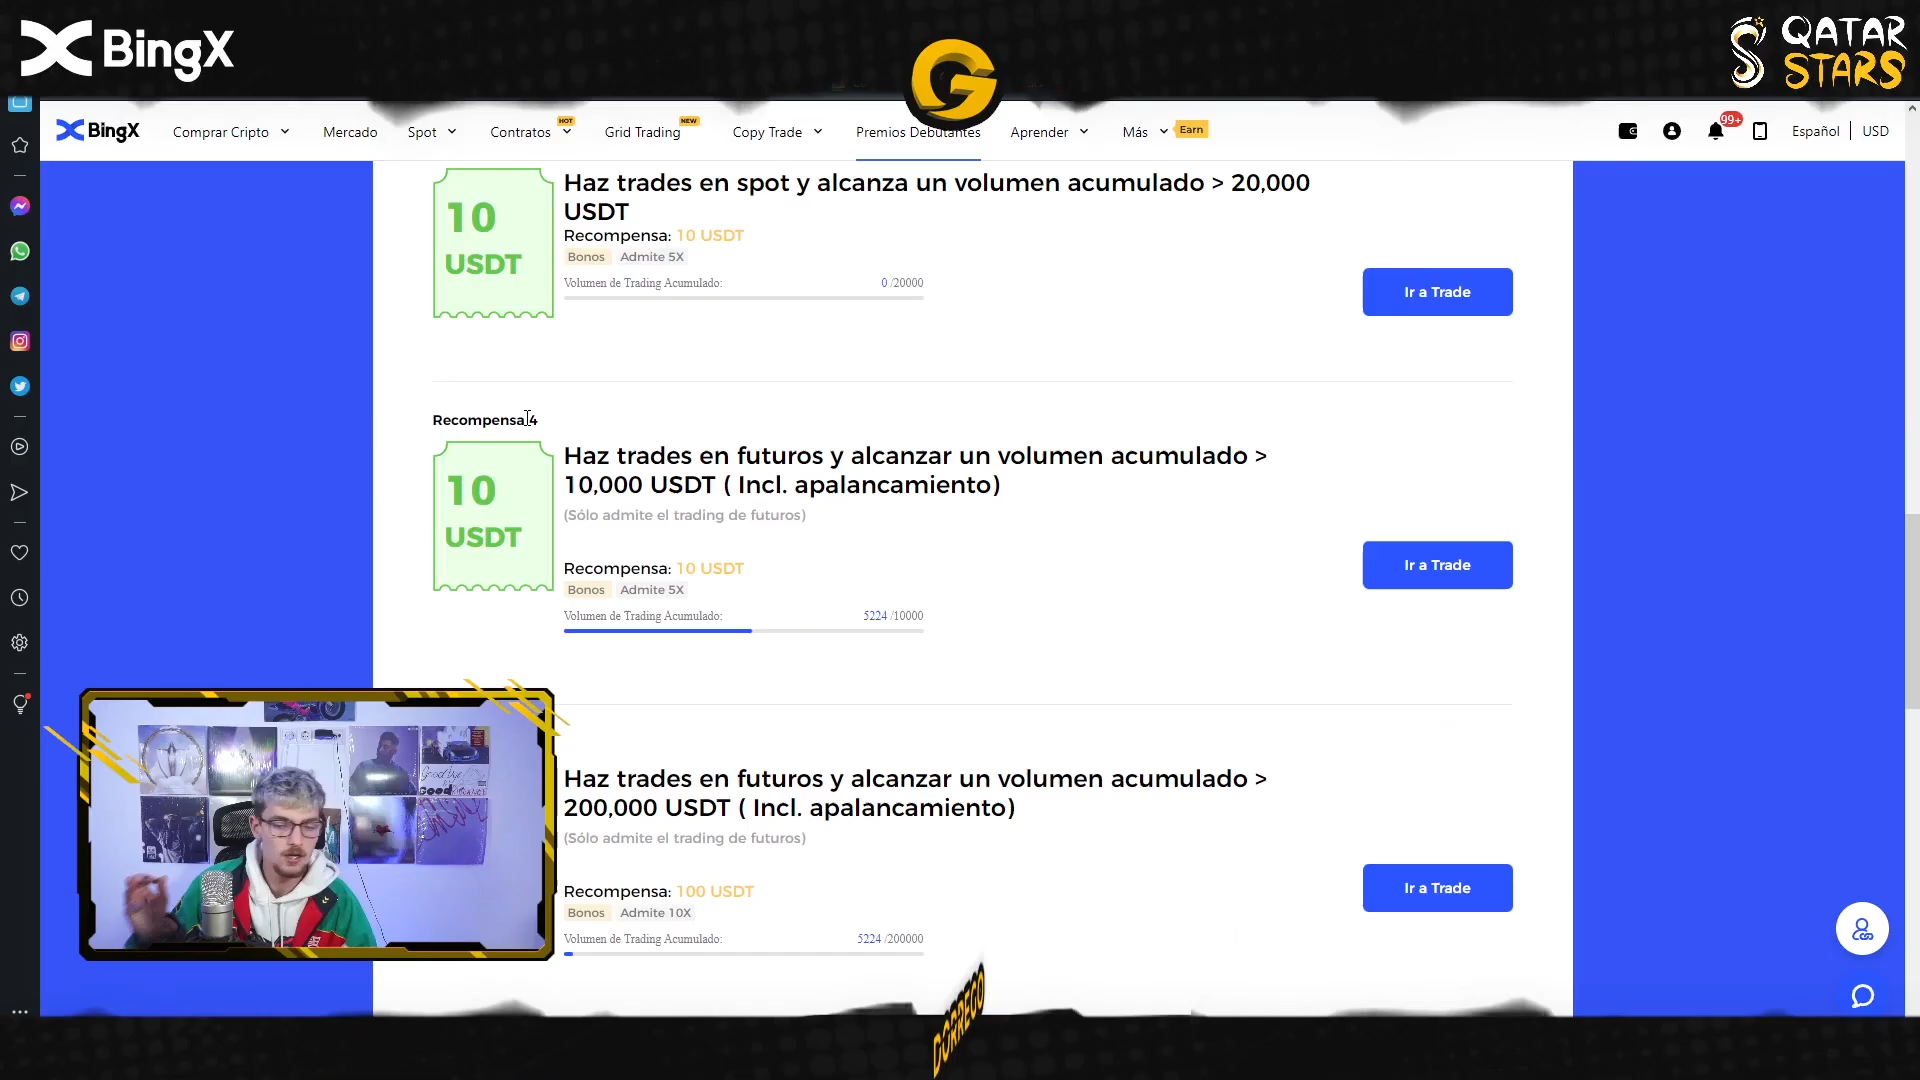 BingX
G
QATAR
STARS
BingX
Comprar Cripto
Mercado
Spot
Contratos
HOT
Grid Trading
NEW
Copy Trade
Premios Debutantes
Aprender
Más
Earn
99+
Español
USD
10
USDT
Haz trades en spot y alcanza un volumen acumulado > 20,000
USDT
Recompensa: 10 USDT
Bonos Admite 5X
Volumen de Trading Acumulado: 0 /20000
Ir a Trade
Recompensa 4
10
USDT
Haz trades en futuros y alcanzar un volumen acumulado >
10,000 USDT ( Incl. apalancamiento)
(Sólo admite el trading de futuros)
Recompensa: 10 USDT
Bonos Admite 5X
Volumen de Trading Acumulado: 5224 /10000
Ir a Trade
Haz trades en futuros y alcanzar un volumen acumulado >
200,000 USDT ( Incl. apalancamiento)
(Sólo admite el trading de futuros)
Recompensa: 100 USDT
Bonos Admite 10X
Volumen de Trading Acumulado: 5224 /200000
Ir a Trade
DORREGO